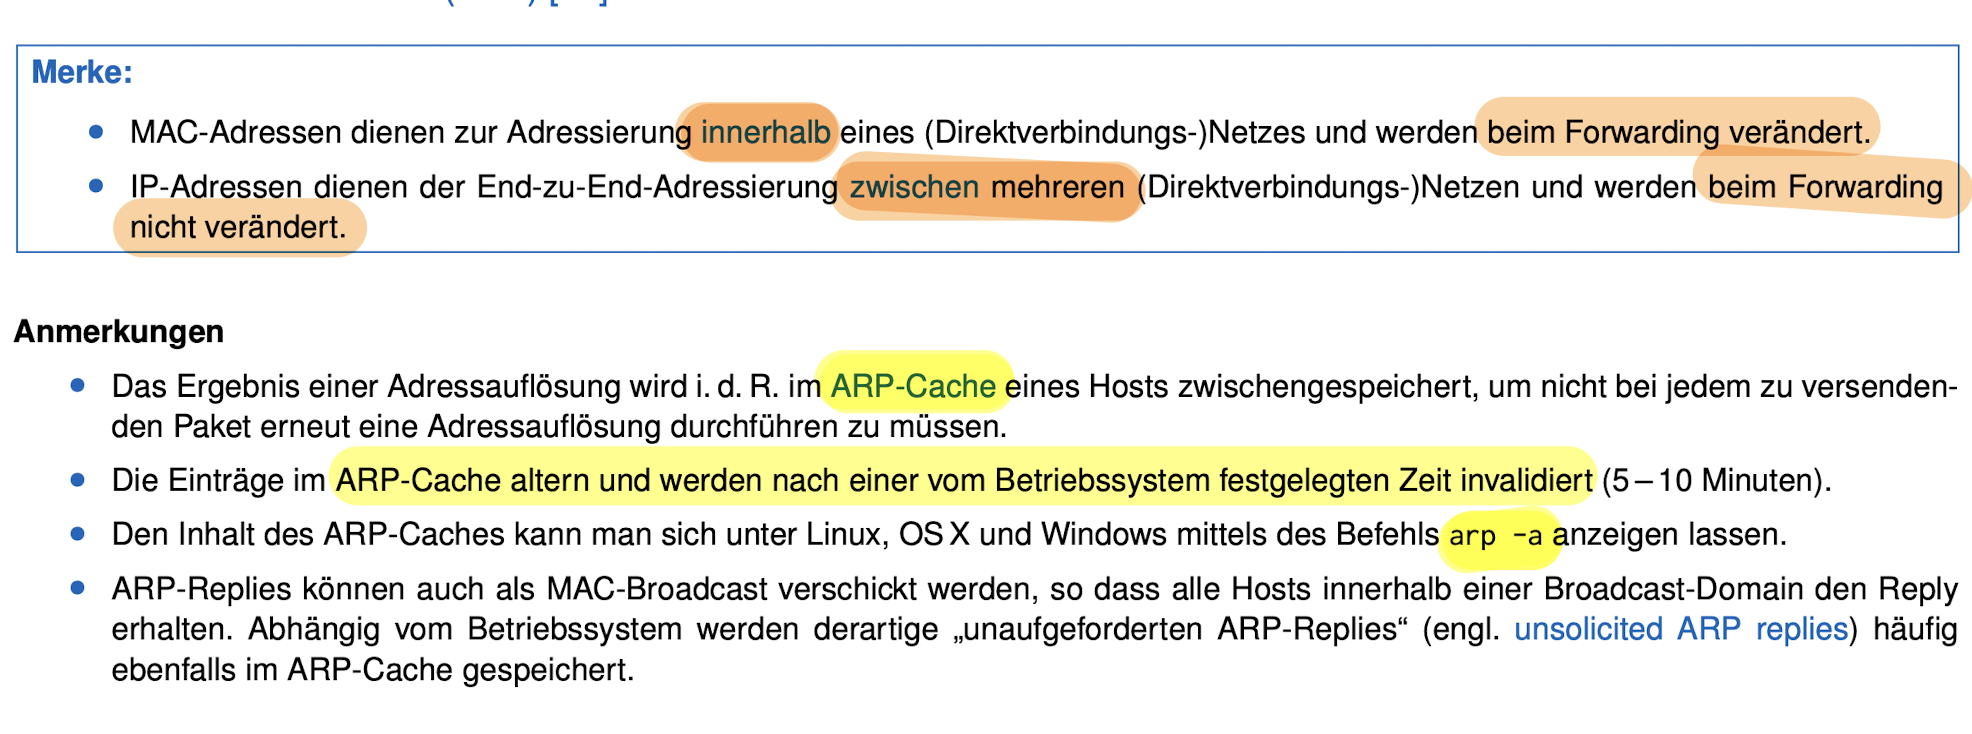 Merke:
• MAC-Adressen dienen zur Adressierung innerhalb eines (Direktverbindungs-)Netzes und werden beim Forwarding verändert.
• IP-Adressen dienen der End-zu-End-Adressierung zwischen mehreren (Direktverbindungs-)Netzen und werden beim Forwarding
nicht verändert.
Anmerkungen
• Das Ergebnis einer Adressauflösung wird i. d. R. im ARP-Cache eines Hosts zwischengespeichert, um nicht bei jedem zu versenden-
den Paket erneut eine Adressauflösung durchführen zu müssen.
• Die Einträge im ARP-Cache altern und werden nach einer vom Betriebssystem festgelegten Zeit invalidiert (5 – 10 Minuten).
• Den Inhalt des ARP-Caches kann man sich unter Linux, OS X und Windows mittels des Befehls arp -a anzeigen lassen.
• ARP-Replies können auch als MAC-Broadcast verschickt werden, so dass alle Hosts innerhalb einer Broadcast-Domain den Reply
erhalten. Abhängig vom Betriebssystem werden derartige „unaufgeforderten ARP-Replies“ (engl. unsolicited ARP replies) häufig
ebenfalls im ARP-Cache gespeichert.